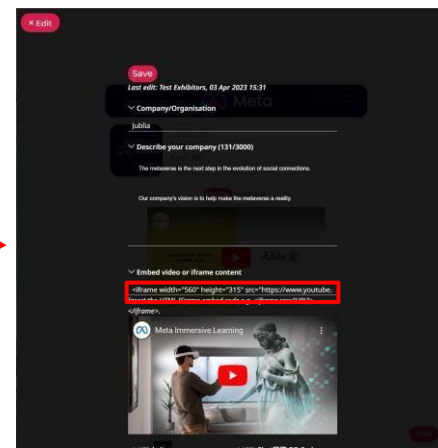 × Edit
Save
Last edit: Test Exhibitors, 03 Apr 2023 15:31
Meta
Company/Organisation
Jublia
Describe your company (131/3000)
The metaverse is the next step in the evolution of social connections.
Our company's vision is to help make the metaverse a reality.
Embed video or iframe content
<iframe width="560" height="315" src="https://www.youtube.
</iframe>.
Meta Immersive Learning